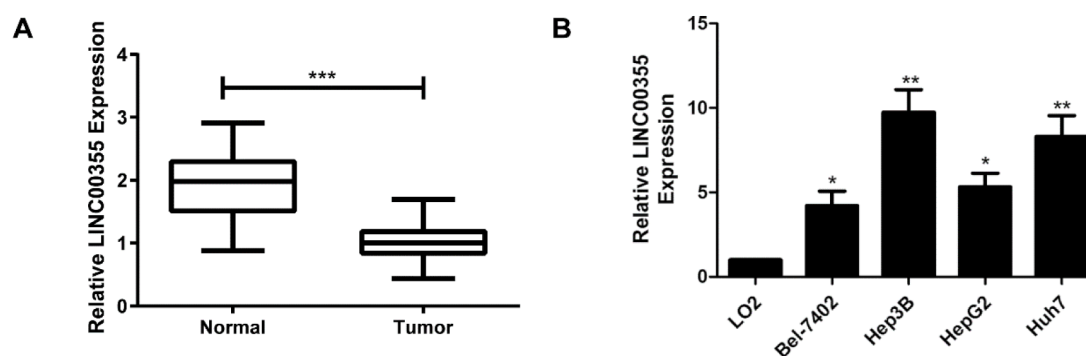 A
Relative LINC00355 Expression
4
3
2
1
0
***
Normal
Tumor
B
Relative LINC00355
Expression
15
10
5
0
*
**
*
**
LO2
Bel-7402
Hep3B
HepG2
Huh7